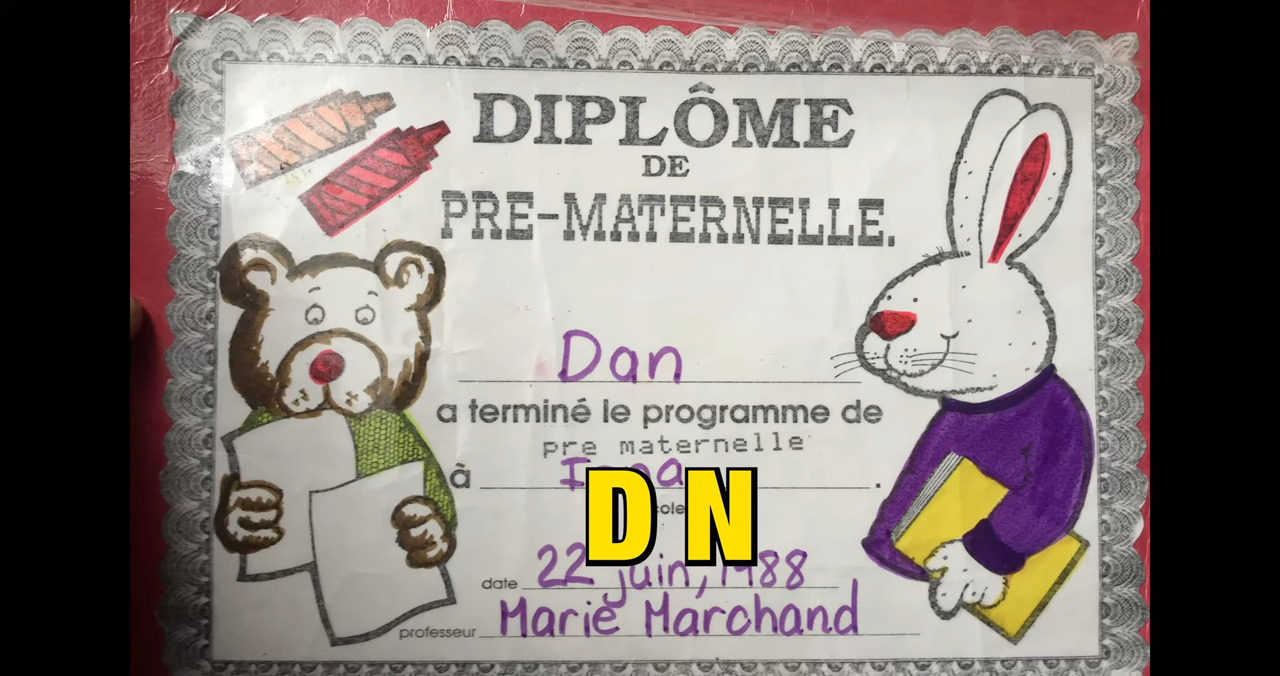 DIPLÔME
DE
PRE-MATERNELLE.
Dan
a terminé le programme de
pre maternelle
à
D N
date 22 juin, 1988
professeur Marie Marchand